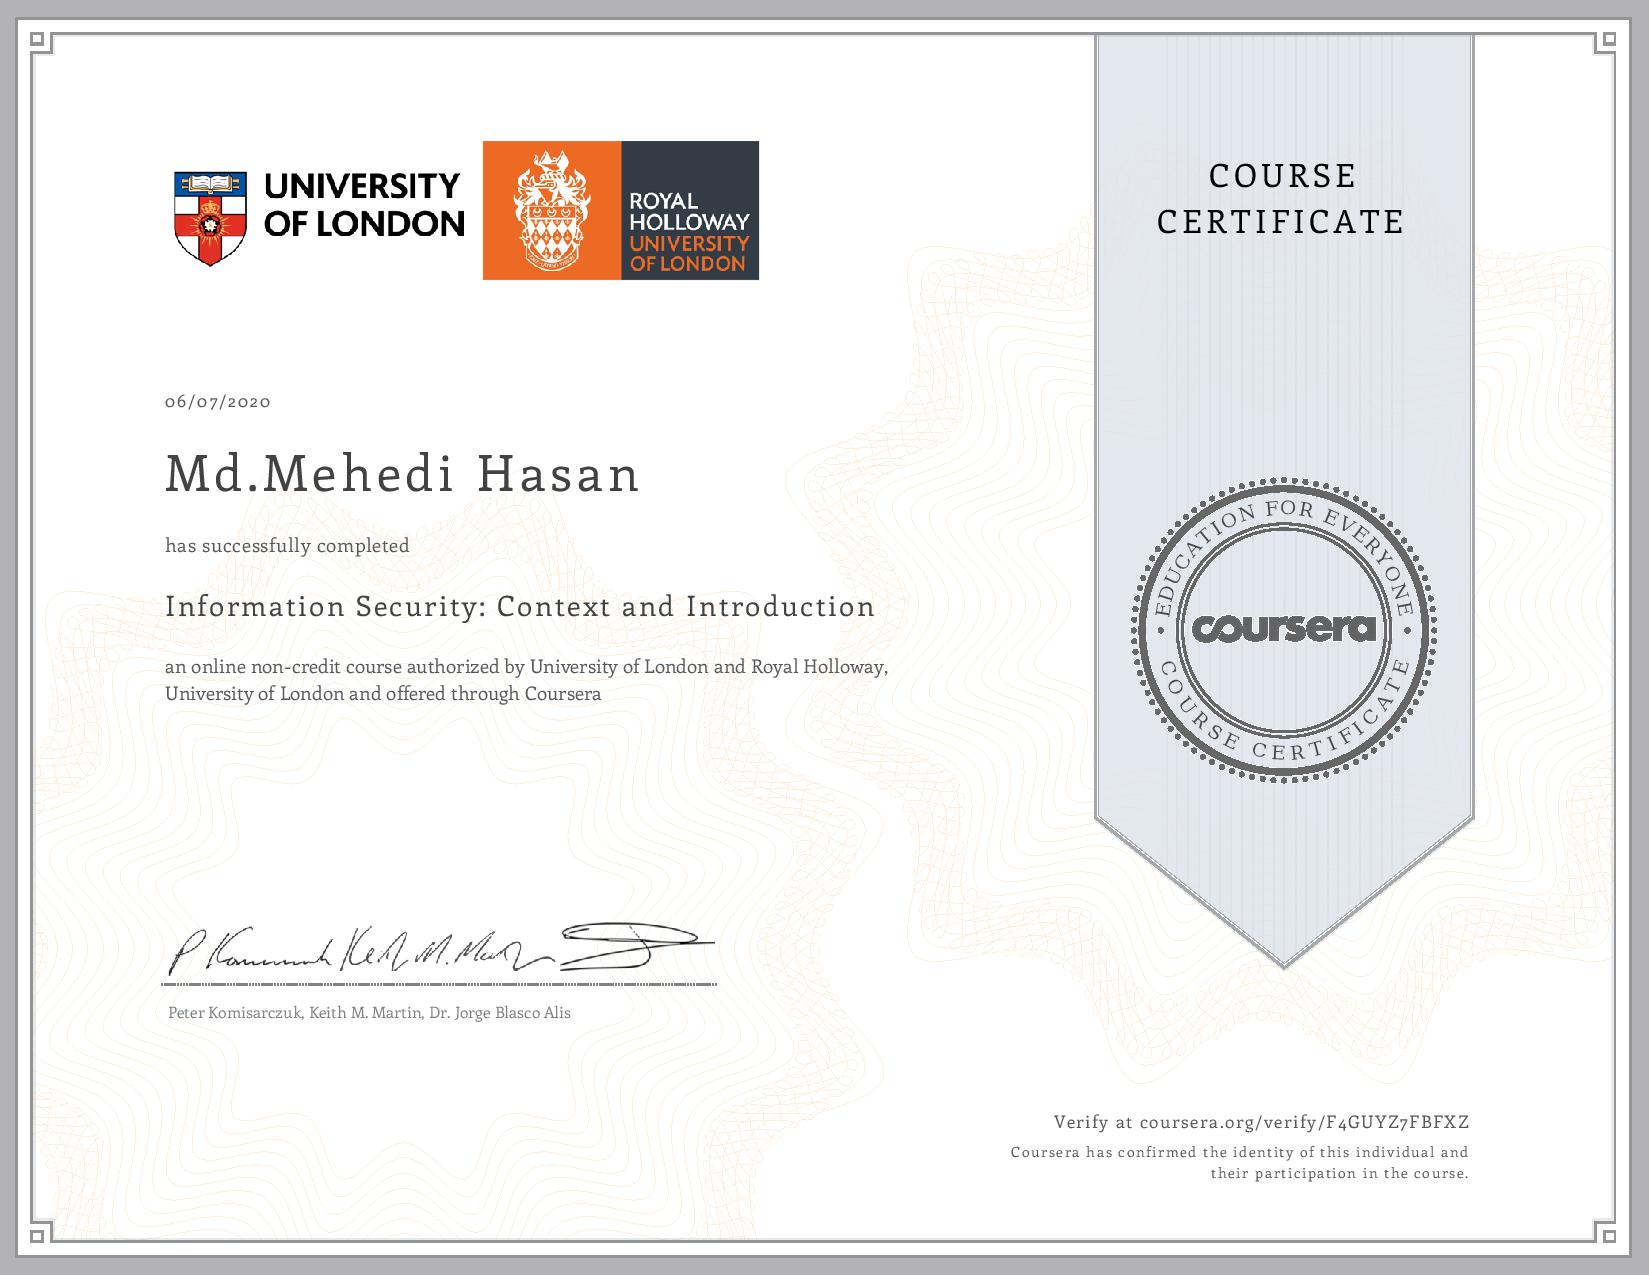 UNIVERSITY
OF LONDON
ROYAL
HOLLOWAY
UNIVERSITY
OF LONDON
COURSE
CERTIFICATE
06/07/2020
Md.Mehedi Hasan
has successfully completed
Information Security: Context and Introduction
an online non-credit course authorized by University of London and Royal Holloway,
University of London and offered through Coursera
EDUCATION FOR EVERYONE
coursera
COURSE CERTIFICATE
Peter Komisarczuk, Keith M. Martin, Dr. Jorge Blasco Alis
Verify at coursera.org/verify/F4GUYZ7FBFXZ
Coursera has confirmed the identity of this individual and
their participation in the course.